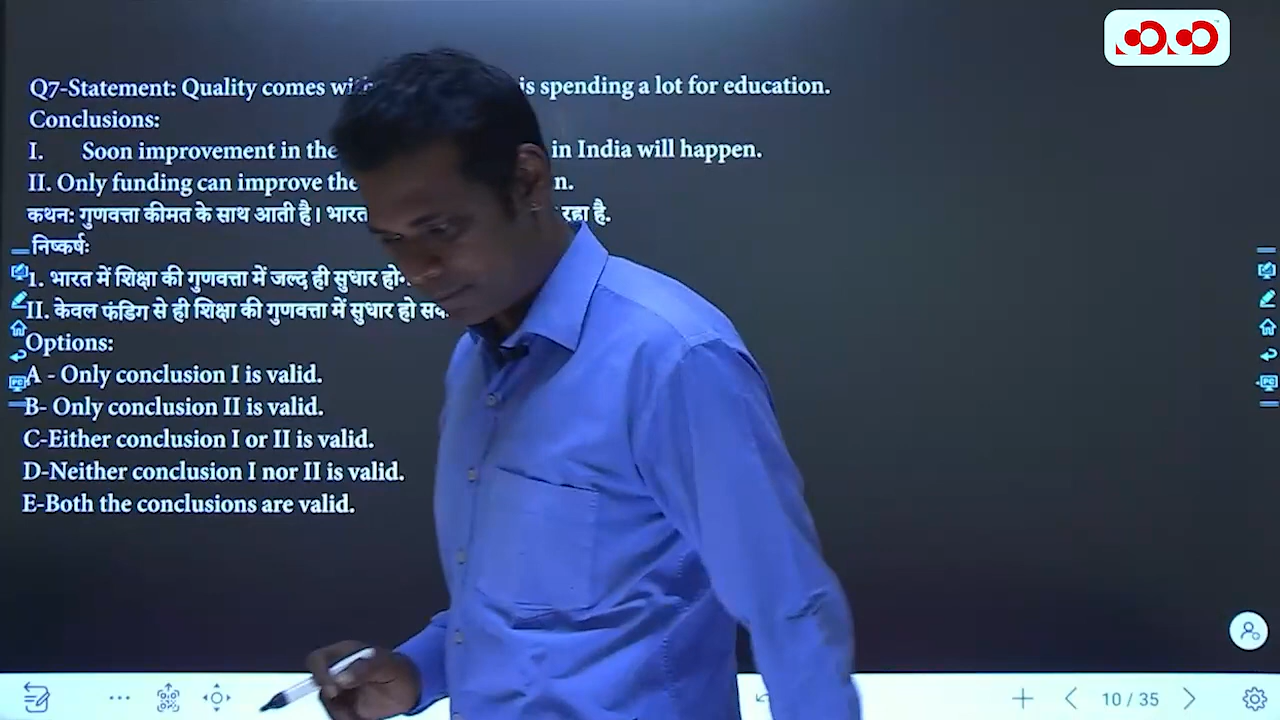 Q7-Statement: Quality comes is spending a lot for education.
Conclusions:
I. Soon improvement in the in India will happen.
II. Only funding can improve the
कथन: गुणवत्ता कीमत के साथ आती है। भारत रहा है.
निष्कर्षः
I. भारत में शिक्षा की गुणवत्ता में जल्द ही सुधार
II. केवल फंडिग से ही शिक्षा की गुणवत्ता में सुधार हो
Options:
A - Only conclusion I is valid.
B- Only conclusion II is valid.
C-Either conclusion I or II is valid.
D-Neither conclusion I nor II is valid.
E-Both the conclusions are valid.
PC
PC
10 / 35